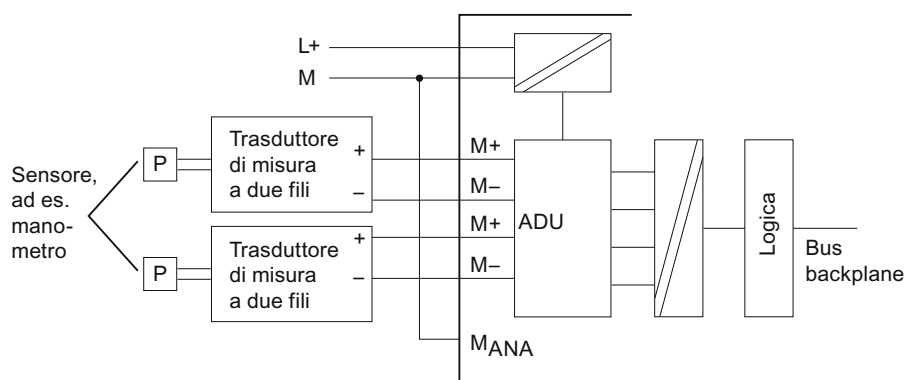 L+
M
Sensore,
ad es.
mano-
metro
P
Trasduttore
di misura
a due fili
+
–
P
Trasduttore
di misura
a due fili
+
–
M+
M–
M+
M–
ADU
Logica
Bus
backplane
MANA